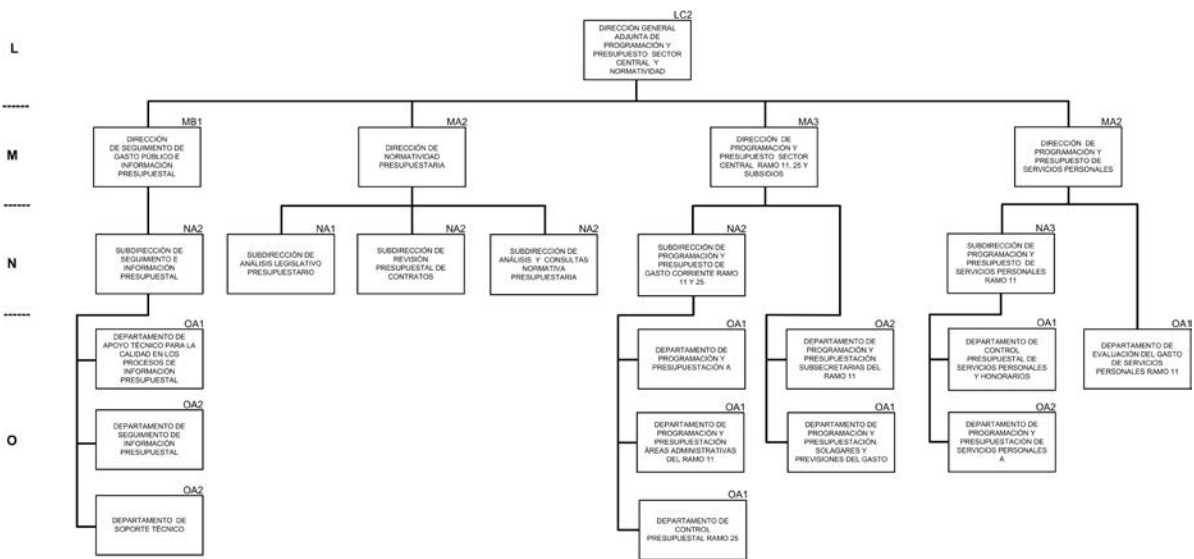 LC2
L
DIRECCIÓN GENERAL
ADJUNTA DE
PROGRAMACIÓN Y
PRESUPUESTO SECTOR
CENTRAL Y
NORMATIVIDAD
------
M
MB1
DIRECCIÓN
DE SEGUIMIENTO DE
GASTO PÚBLICO E
INFORMACIÓN
PRESUPUESTAL
MA2
DIRECCIÓN DE
NORMATIVIDAD
PRESUPUESTARIA
MA3
DIRECCIÓN DE
PROGRAMACIÓN Y
PRESUPUESTO SECTOR
CENTRAL RAMO 11, 25 Y
SUBSIDIOS
MA2
DIRECCIÓN DE
PROGRAMACIÓN Y
PRESUPUESTO DE
SERVICIOS PERSONALES
------
N
NA2
SUBDIRECCIÓN DE
SEGUIMIENTO E
INFORMACIÓN
PRESUPUESTAL
NA1
SUBDIRECCIÓN DE
ANÁLISIS LEGISLATIVO
PRESUPUESTARIO
NA2
SUBDIRECCIÓN DE
REVISIÓN
PRESUPUESTAL DE
CONTRATOS
NA2
SUBDIRECCIÓN DE
ANÁLISIS Y CONSULTAS
NORMATIVA
PRESUPUESTARIA
NA2
SUBDIRECCIÓN DE
PROGRAMACIÓN Y
PRESUPUESTO DE
GASTO CORRIENTE RAMO
11 Y 25
NA3
SUBDIRECCIÓN DE
PROGRAMACIÓN Y
PRESUPUESTO DE
SERVICIOS PERSONALES
RAMO 11
------
O
OA1
DEPARTAMENTO DE
APOYO TÉCNICO PARA LA
CALIDAD EN LOS
PROCESOS DE
INFORMACIÓN
PRESUPUESTAL
OA1
DEPARTAMENTO DE
PROGRAMACIÓN Y
PRESUPUESTACIÓN A
OA2
DEPARTAMENTO DE
PROGRAMACIÓN Y
PRESUPUESTACIÓN
SUBSECRETARIAS DEL
RAMO 11
OA1
DEPARTAMENTO DE
CONTROL
PRESUPUESTAL DE
SERVICIOS PERSONALES
Y HONORARIOS
OA1
DEPARTAMENTO DE
EVALUACIÓN DEL GASTO
DE SERVICIOS
PERSONALES RAMO 11
OA2
DEPARTAMENTO DE
SEGUIMIENTO DE
INFORMACIÓN
PRESUPUESTAL
OA1
DEPARTAMENTO DE
PROGRAMACIÓN Y
PRESUPUESTACIÓN
ÁREAS ADMINISTRATIVAS
DEL RAMO 11
OA1
DEPARTAMENTO DE
PROGRAMACIÓN Y
PRESUPUESTACIÓN,
SOLAGARES Y
PREVISIONES DEL GASTO
OA2
DEPARTAMENTO DE
PROGRAMACIÓN Y
PRESUPUESTACIÓN DE
SERVICIOS PERSONALES
A
OA2
DEPARTAMENTO DE
SOPORTE TÉCNICO
OA1
DEPARTAMENTO DE
CONTROL
PRESUPUESTAL RAMO 25